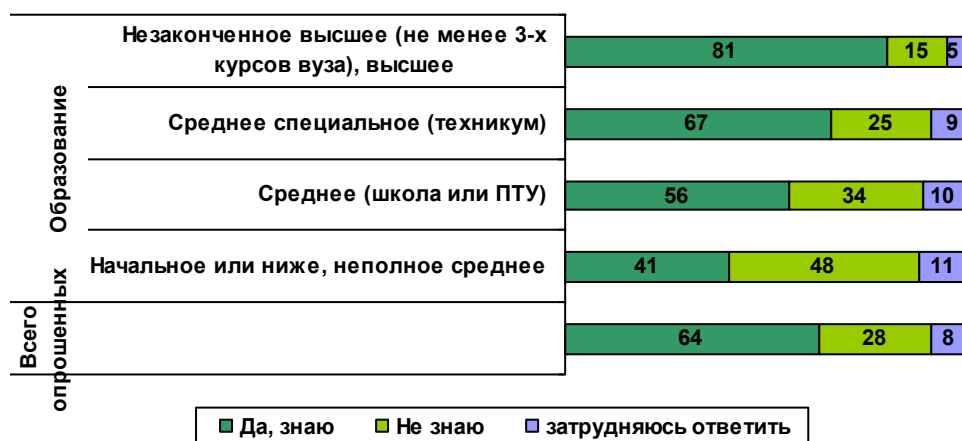 Образование
Незаконченное высшее (не менее 3-х
курсов вуза), высшее
81 15 5
Среднее специальное (техникум)
67 25 9
Среднее (школа или ПТУ)
56 34 10
Начальное или ниже, неполное среднее
41 48 11
Всего
опрошенных
64 28 8
Да, знаю Не знаю затрудняюсь ответить